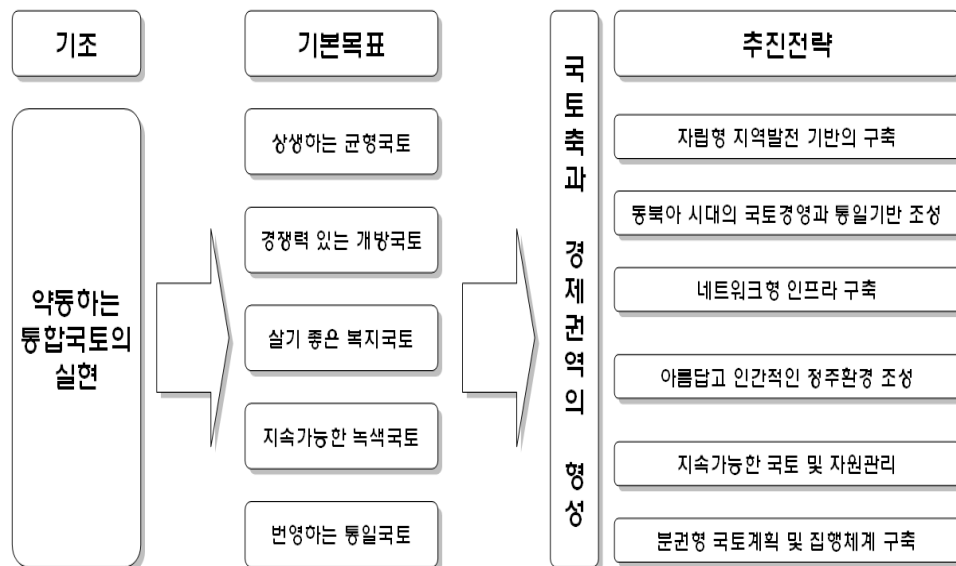 기조
약동하는
통합국토의
실현
기본목표
상생하는 균형국토
경쟁력 있는 개방국토
살기 좋은 복지국토
지속가능한 녹색국토
번영하는 통일국토
국토축과 경제권역의 형성
추진전략
자립형 지역발전 기반의 구축
동북아 시대의 국토경영과 통일기반 조성
네트워크형 인프라 구축
아름답고 인간적인 정주환경 조성
지속가능한 국토 및 자원관리
분권형 국토계획 및 집행체계 구축